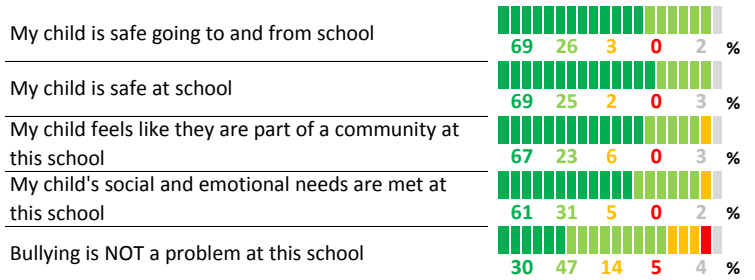 My child is safe going to and from school
69 26 3 0 2 %
My child is safe at school
69 25 2 0 3 %
My child feels like they are part of a community at
this school
67 23 6 0 3 %
My child's social and emotional needs are met at
this school
61 31 5 0 2 %
Bullying is NOT a problem at this school
30 47 14 5 4 %